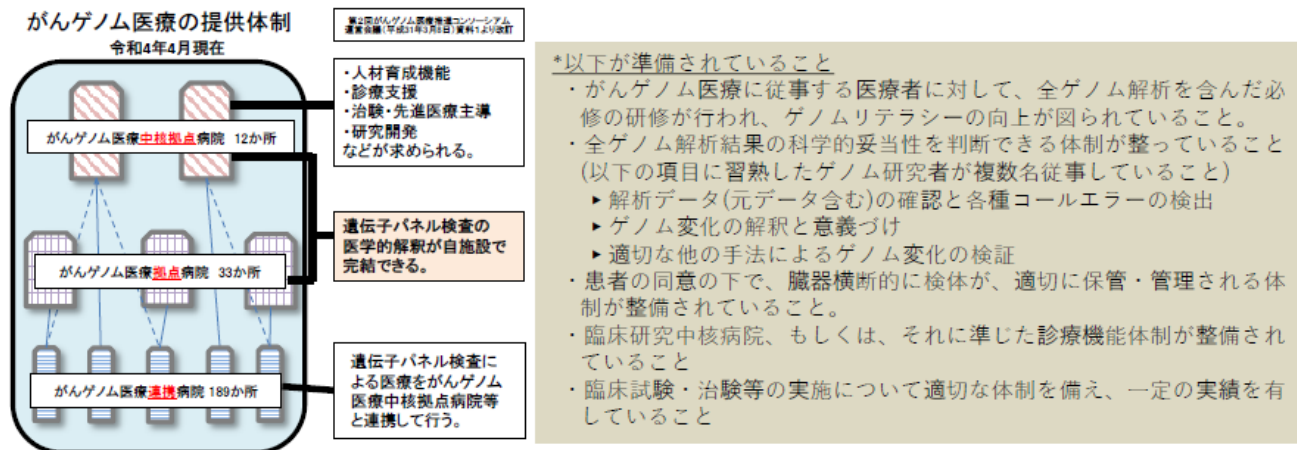 がんゲノム医療の提供体制
令和4年4月現在
第2回がんゲノム医療推進コンソーシアム
運営会議(平成31年3月8日)資料1より改訂
・人材育成機能
・診療支援
・治験・先進医療主導
・研究開発
などが求められる。
がんゲノム医療中核拠点病院 12か所
遺伝子パネル検査の
医学的解釈が自施設で
完結できる。
がんゲノム医療拠点病院 33か所
遺伝子パネル検査に
よる医療をがんゲノム
医療中核拠点病院等
と連携して行う。
がんゲノム医療連携病院 189か所
*以下が準備されていること
・がんゲノム医療に従事する医療者に対して、全ゲノム解析を含んだ必
修の研修が行われ、ゲノムリテラシーの向上が図られていること。
・全ゲノム解析結果の科学的妥当性を判断できる体制が整っていること
(以下の項目に習熟したゲノム研究者が複数名従事していること)
▸ 解析データ(元データ含む)の確認と各種コールエラーの検出
▸ ゲノム変化の解釈と意義づけ
▸ 適切な他の手法によるゲノム変化の検証
・患者の同意の下で、臓器横断的に検体が、適切に保管・管理される体
制が整備されていること。
・臨床研究中核病院、もしくは、それに準じた診療機能体制が整備され
ていること
・臨床試験・治験等の実施について適切な体制を備え、一定の実績を有
していること